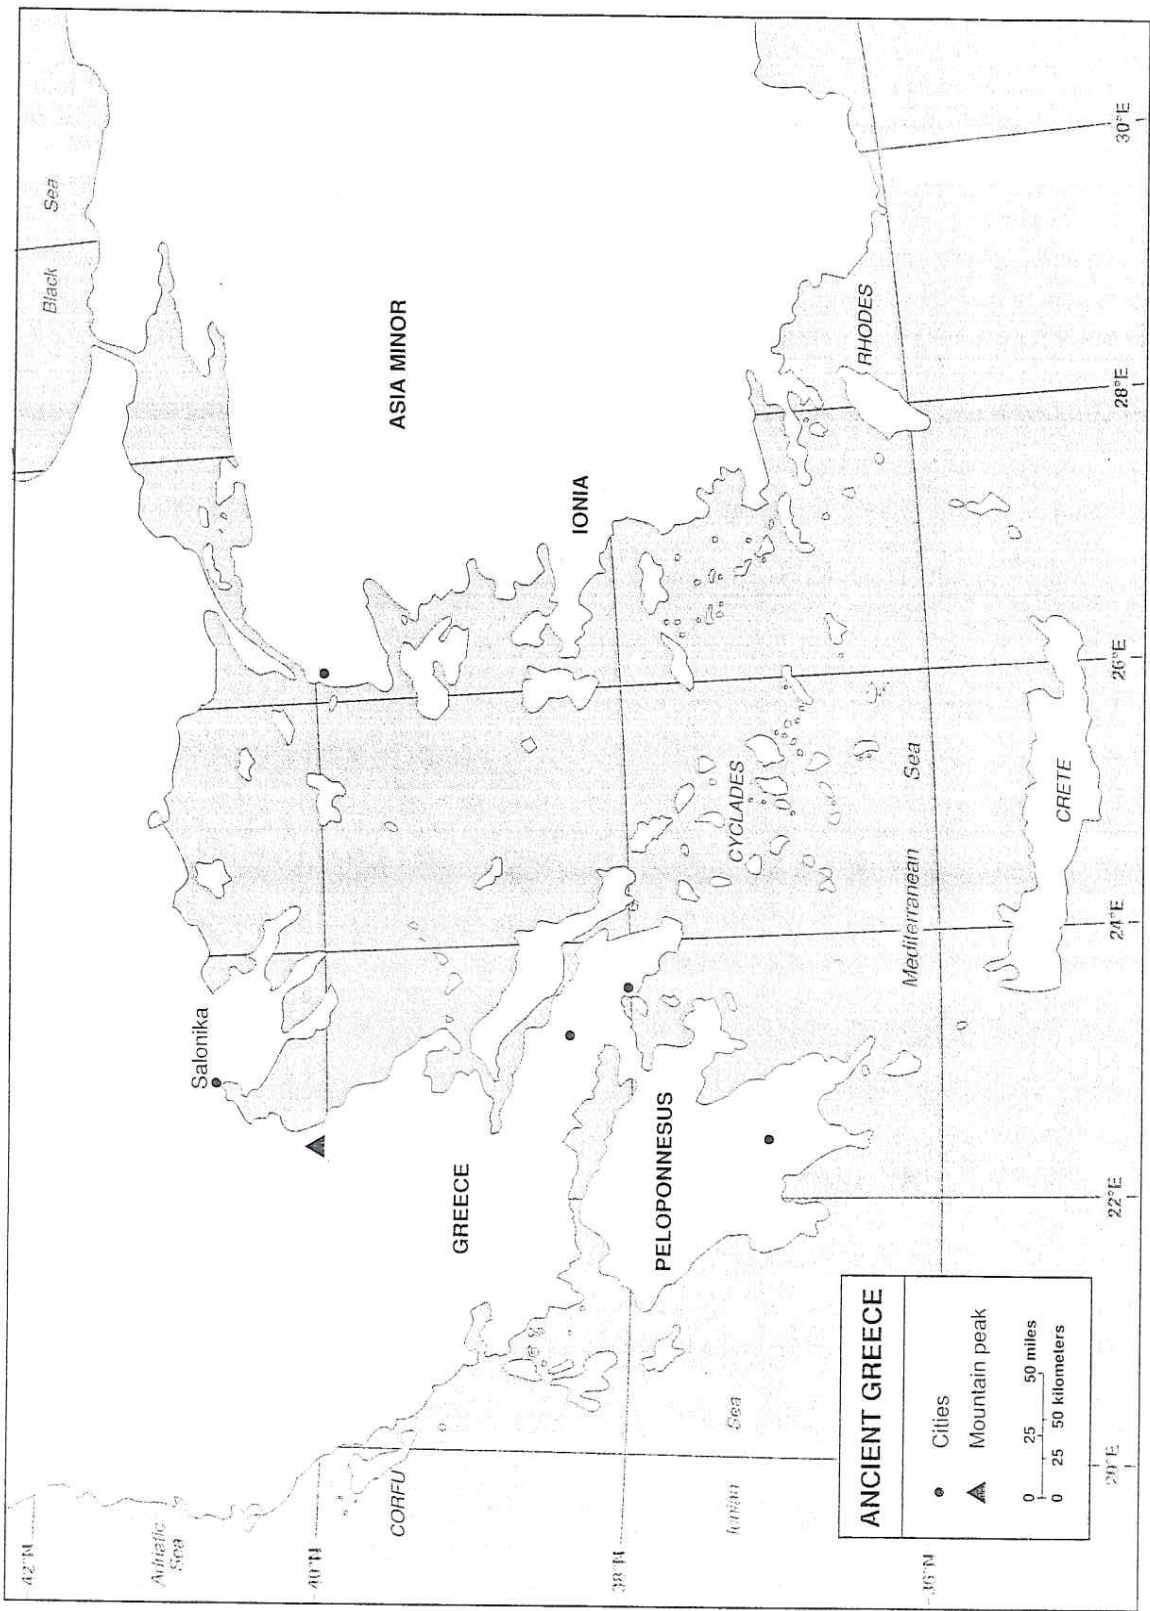 ANCIENT GREECE
Cities
Mountain peak
0 25 50 miles
0 25 50 kilometers
42°N
40°N
38°N
36°N
20°E
22°E
24°E
26°E
28°E
30°E
Adriatic
Sea
CORFU
Ionian Sea
GREECE
PELOPONNESUS
Salonika
CYCLADES
Mediterranean Sea
CRETE
IONIA
ASIA MINOR
RHODES
Black Sea